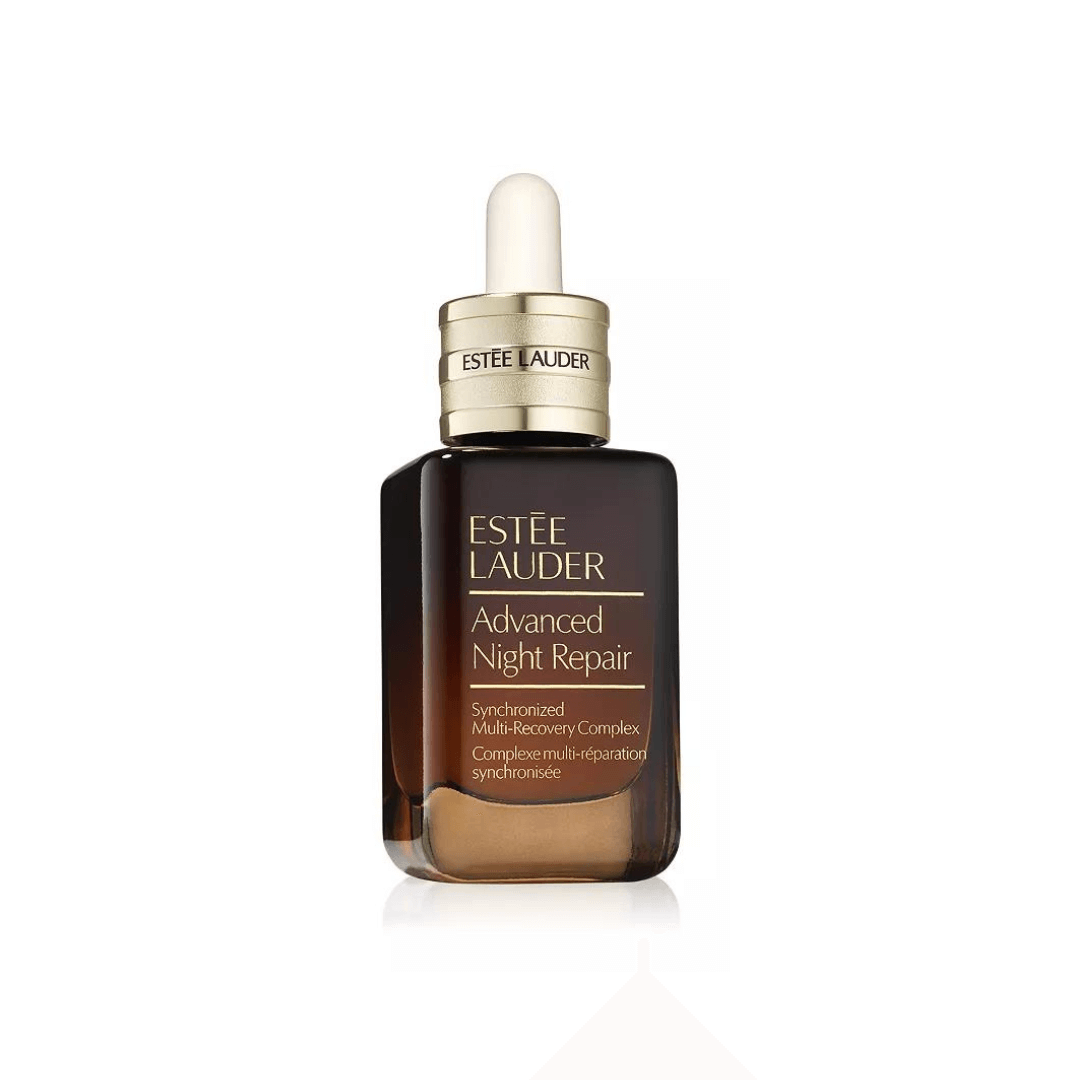 ESTĒE LAUDER
ESTĒE
LAUDER
Advanced
Night Repair
Synchronized
Multi-Recovery Complex
Complexe multi-réparation
synchronisée